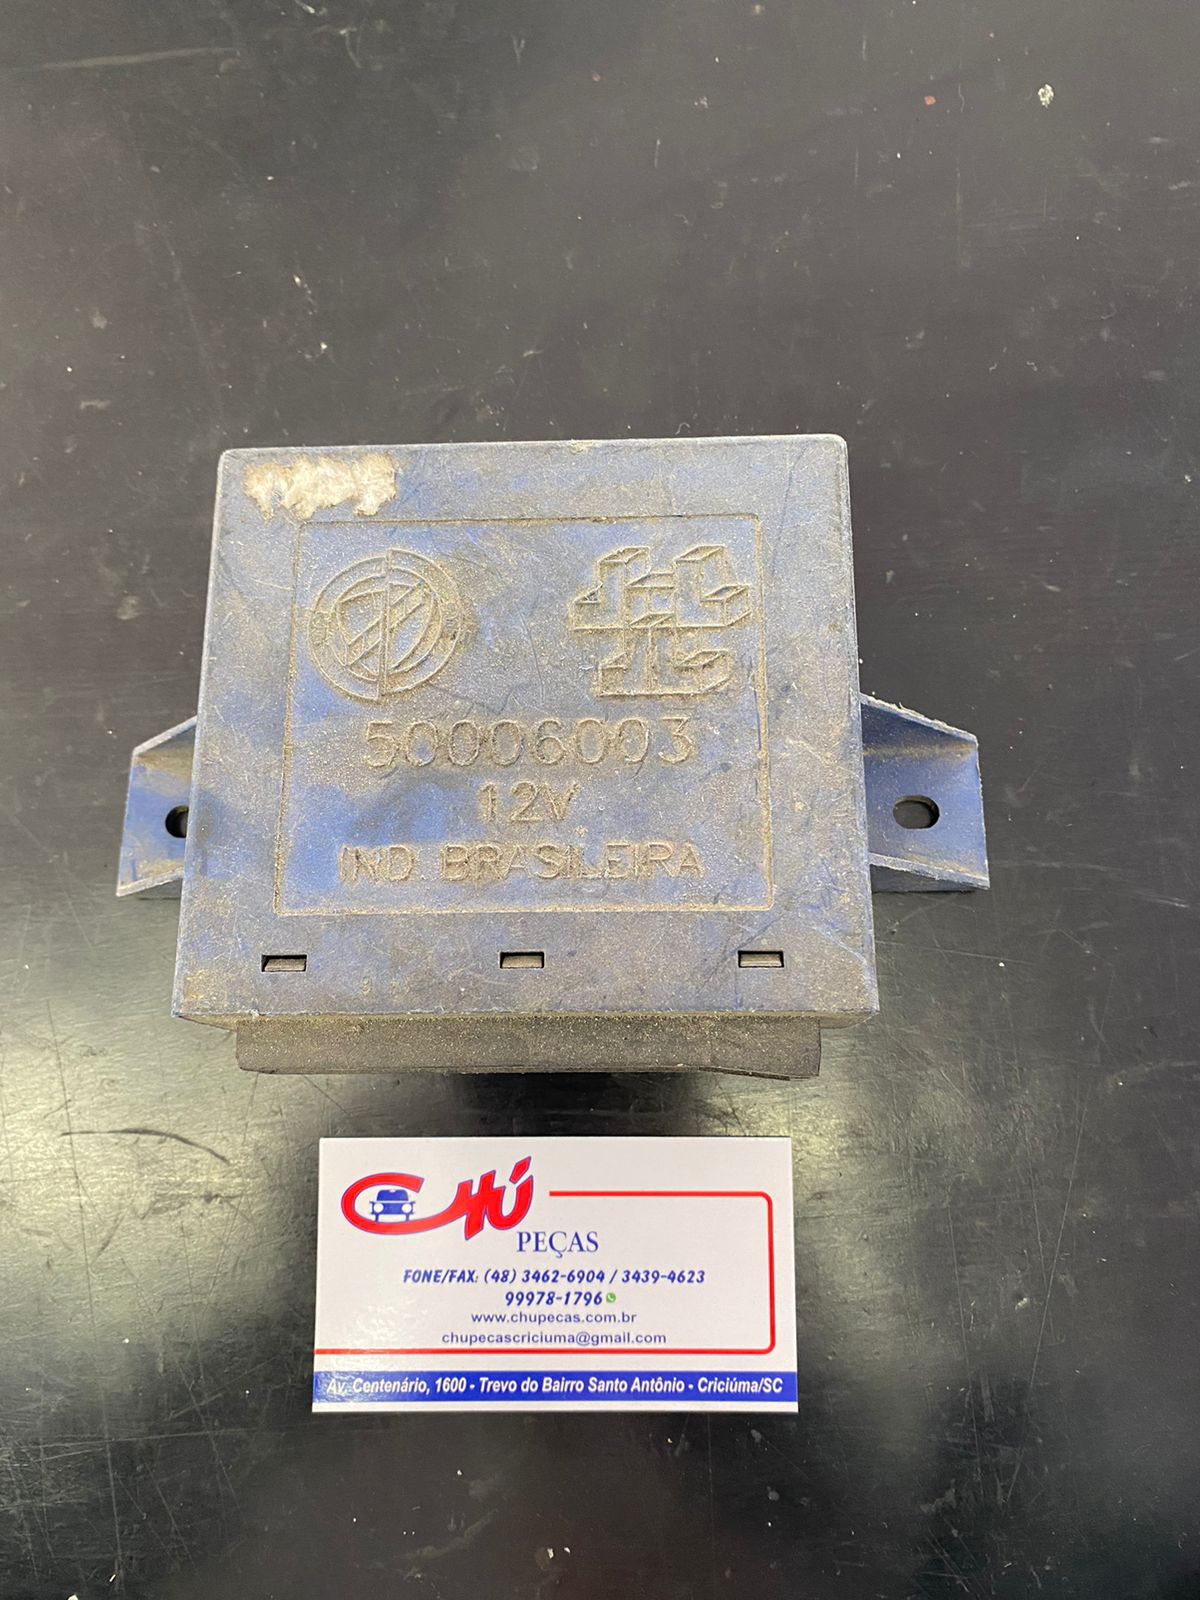 50006003
12V
IND. BRASILEIRA
CHÚ
PEÇAS
FONE/FAX: (48) 3462-6904 / 3439-4623
99978-1796
www.chupecas.com.br
chupecascriciuma@gmail.com
Av. Centenário, 1600 - Trevo do Bairro Santo Antônio - Criciúma/SC